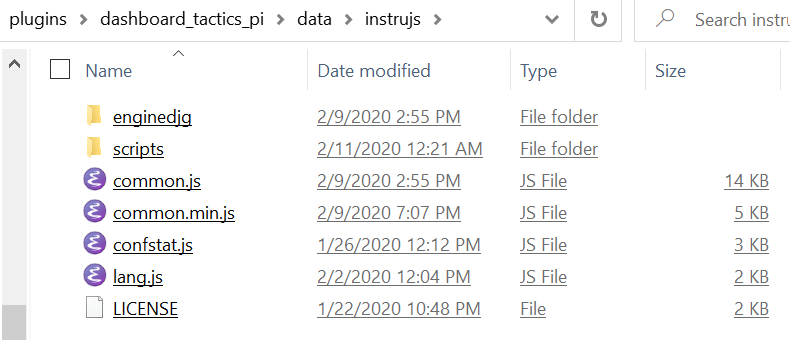 plugins > dashboard_tactics_pi > data > instrujs > Search instru
Name Date modified Type Size
enginedjg 2/9/2020 2:55 PM File folder
scripts 2/11/2020 12:21 AM File folder
common.js 2/9/2020 2:55 PM JS File 14 KB
common.min.js 2/9/2020 7:07 PM JS File 5 KB
confstat.js 1/26/2020 12:12 PM JS File 3 KB
lang.js 2/2/2020 12:04 PM JS File 2 KB
LICENSE 1/22/2020 10:48 PM File 2 KB